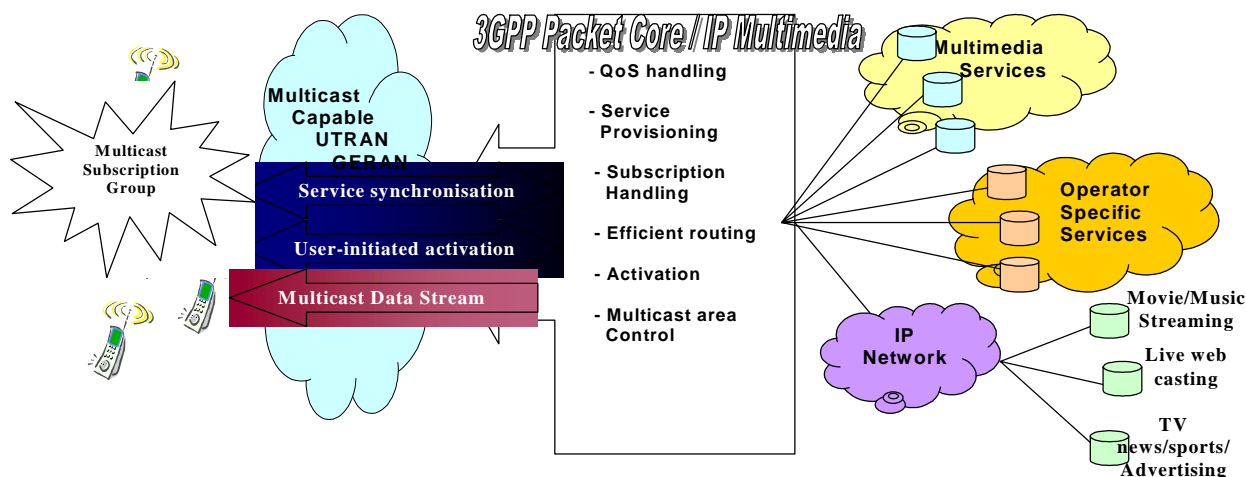 3GPP Packet Core / IP Multimedia
Multicast
Subscription
Group
Multicast
Capable
UTRAN
GERAN
Service synchronisation
User-initiated activation
Multicast Data Stream
- QoS handling
- Service
Provisioning
- Subscription
Handling
- Efficient routing
- Activation
- Multicast area
Control
Multimedia
Services
Operator
Specific
Services
IP
Network
Movie/Music
Streaming
Live web
casting
TV
news/sports/
Advertising